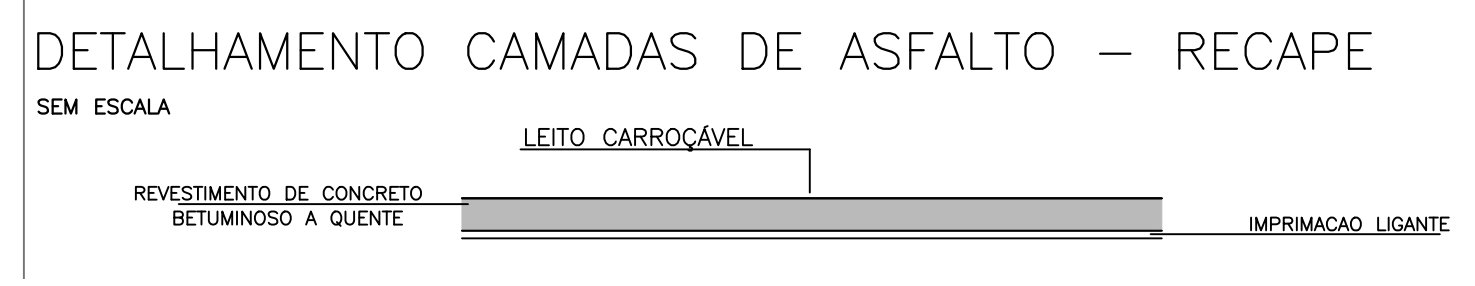 DETALHAMENTO CAMADAS DE ASFALTO – RECAPE
SEM ESCALA
LEITO CARROÇÁVEL
REVESTIMENTO DE CONCRETO
BETUMINOSO A QUENTE
IMPRIMACAO LIGANTE